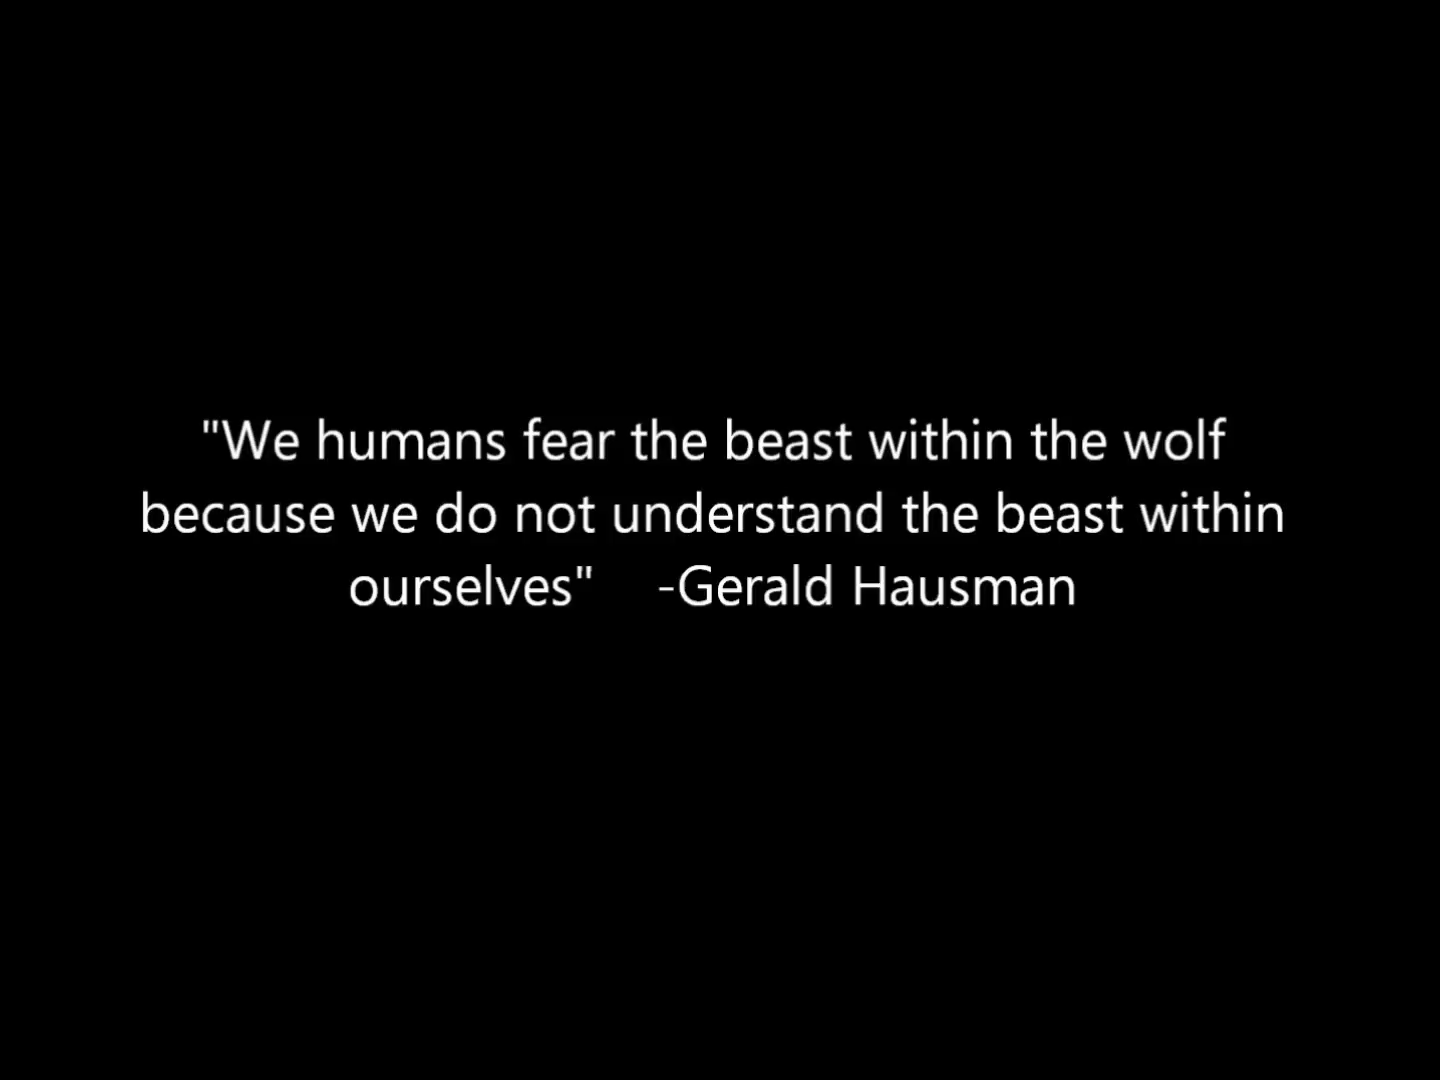 "We humans fear the beast within the wolf
because we do not understand the beast within
ourselves"    -Gerald Hausman